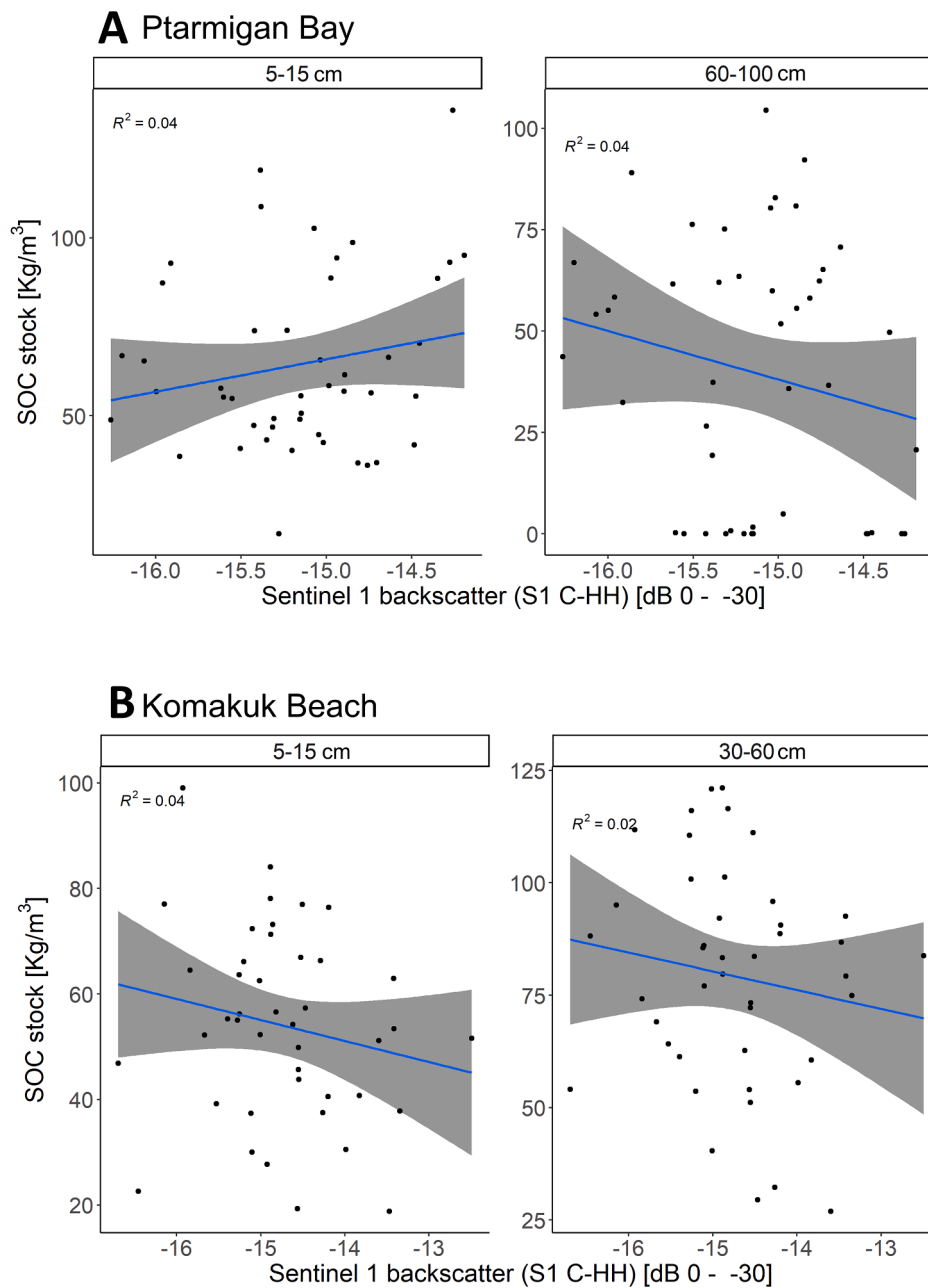 A Ptarmigan Bay
5-15 cm
60-100 cm
R² = 0.04
R² = 0.04
SOC stock [Kg/m³]
100
50
100
75
50
25
0
-16.0 -15.5 -15.0 -14.5
-16.0 -15.5 -15.0 -14.5
Sentinel 1 backscatter (S1 C-HH) [dB 0 - -30]
B Komakuk Beach
5-15 cm
30-60 cm
R² = 0.04
R² = 0.02
SOC stock [Kg/m³]
100
80
60
40
20
125
100
75
50
25
-16 -15 -14 -13
-16 -15 -14 -13
Sentinel 1 backscatter (S1 C-HH) [dB 0 - -30]